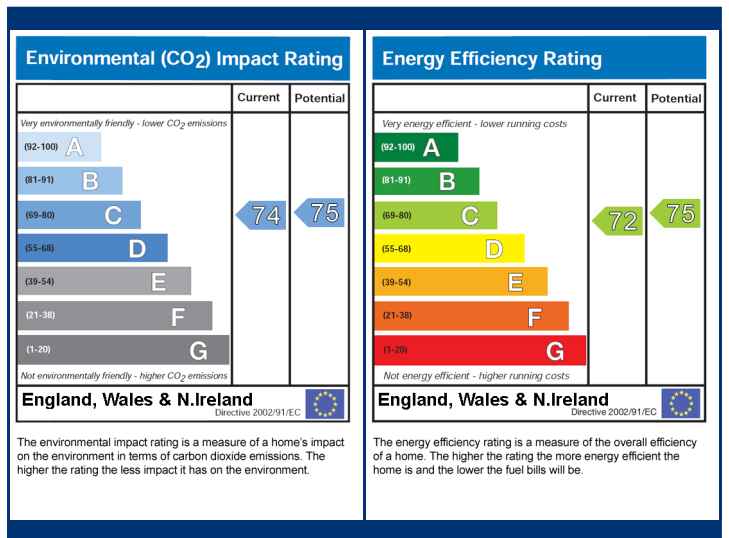 Environmental (CO2) Impact Rating
Current Potential
Very environmentally friendly - lower CO2 emissions
(92-100) A
(81-91) B
(69-80) C
74 75
(55-68) D
(39-54) E
(21-38) F
(1-20) G
Not environmentally friendly - higher CO2 emissions
England, Wales & N.Ireland
Directive 2002/91/EC
The environmental impact rating is a measure of a home's impact
on the environment in terms of carbon dioxide emissions. The
higher the rating the less impact it has on the environment.
Energy Efficiency Rating
Current Potential
Very energy efficient - lower running costs
(92-100) A
(81-91) B
(69-80) C
72 75
(55-68) D
(39-54) E
(21-38) F
(1-20) G
Not energy efficient - higher running costs
England, Wales & N.Ireland
Directive 2002/91/EC
The energy efficiency rating is a measure of the overall efficiency
of a home. The higher the rating the more energy efficient the
home is and the lower the fuel bills will be.